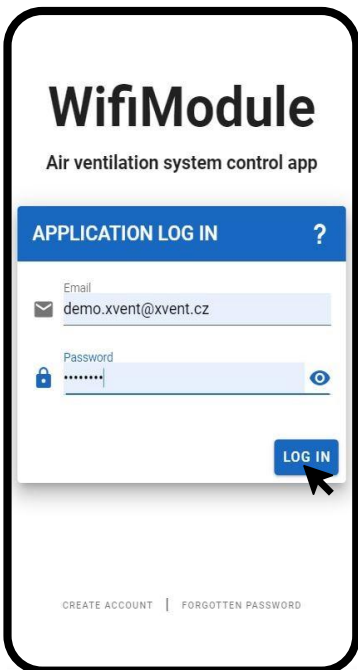 WifiModule
Air ventilation system control app
APPLICATION LOG IN ?
Email
demo.xvent@xvent.cz
Password
••••••••
LOG IN
CREATE ACCOUNT | FORGOTTEN PASSWORD